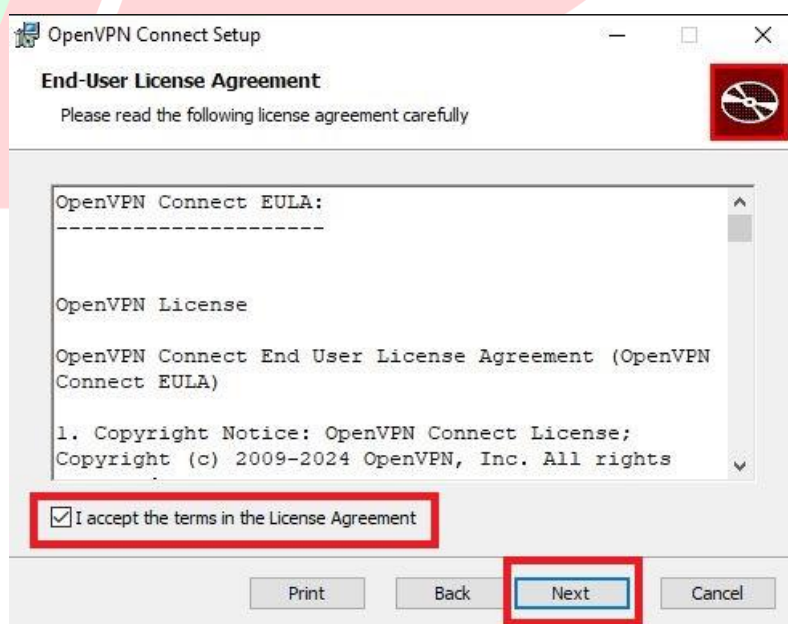 OpenVPN Connect Setup
End-User License Agreement
Please read the following license agreement carefully
OpenVPN Connect EULA:
---------------------
OpenVPN License
OpenVPN Connect End User License Agreement (OpenVPN
Connect EULA)
1. Copyright Notice: OpenVPN Connect License;
Copyright (c) 2009-2024 OpenVPN, Inc. All rights
I accept the terms in the License Agreement
Print Back Next Cancel